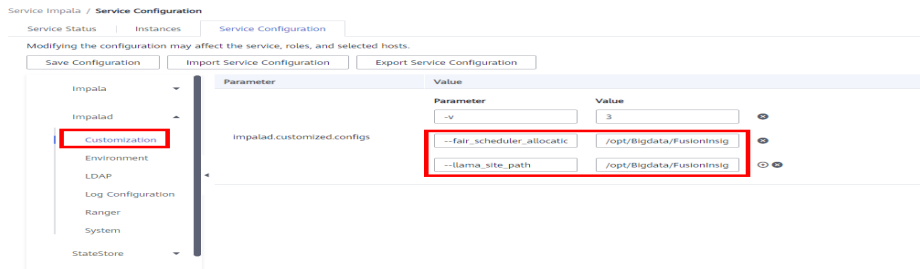 Service Impala / Service Configuration
Service Status Instances Service Configuration
Modifying the configuration may affect the service, roles, and selected hosts.
Save Configuration Import Service Configuration Export Service Configuration
Parameter Value
Impala
Parameter Value
Impalad
-v 3
Customization
impalad.customized.configs
--fair_scheduler_allocatic /opt/Bigdata/FusionInsig
Environment
--llama_site_path /opt/Bigdata/FusionInsig
LDAP
Log Configuration
Ranger
System
StateStore